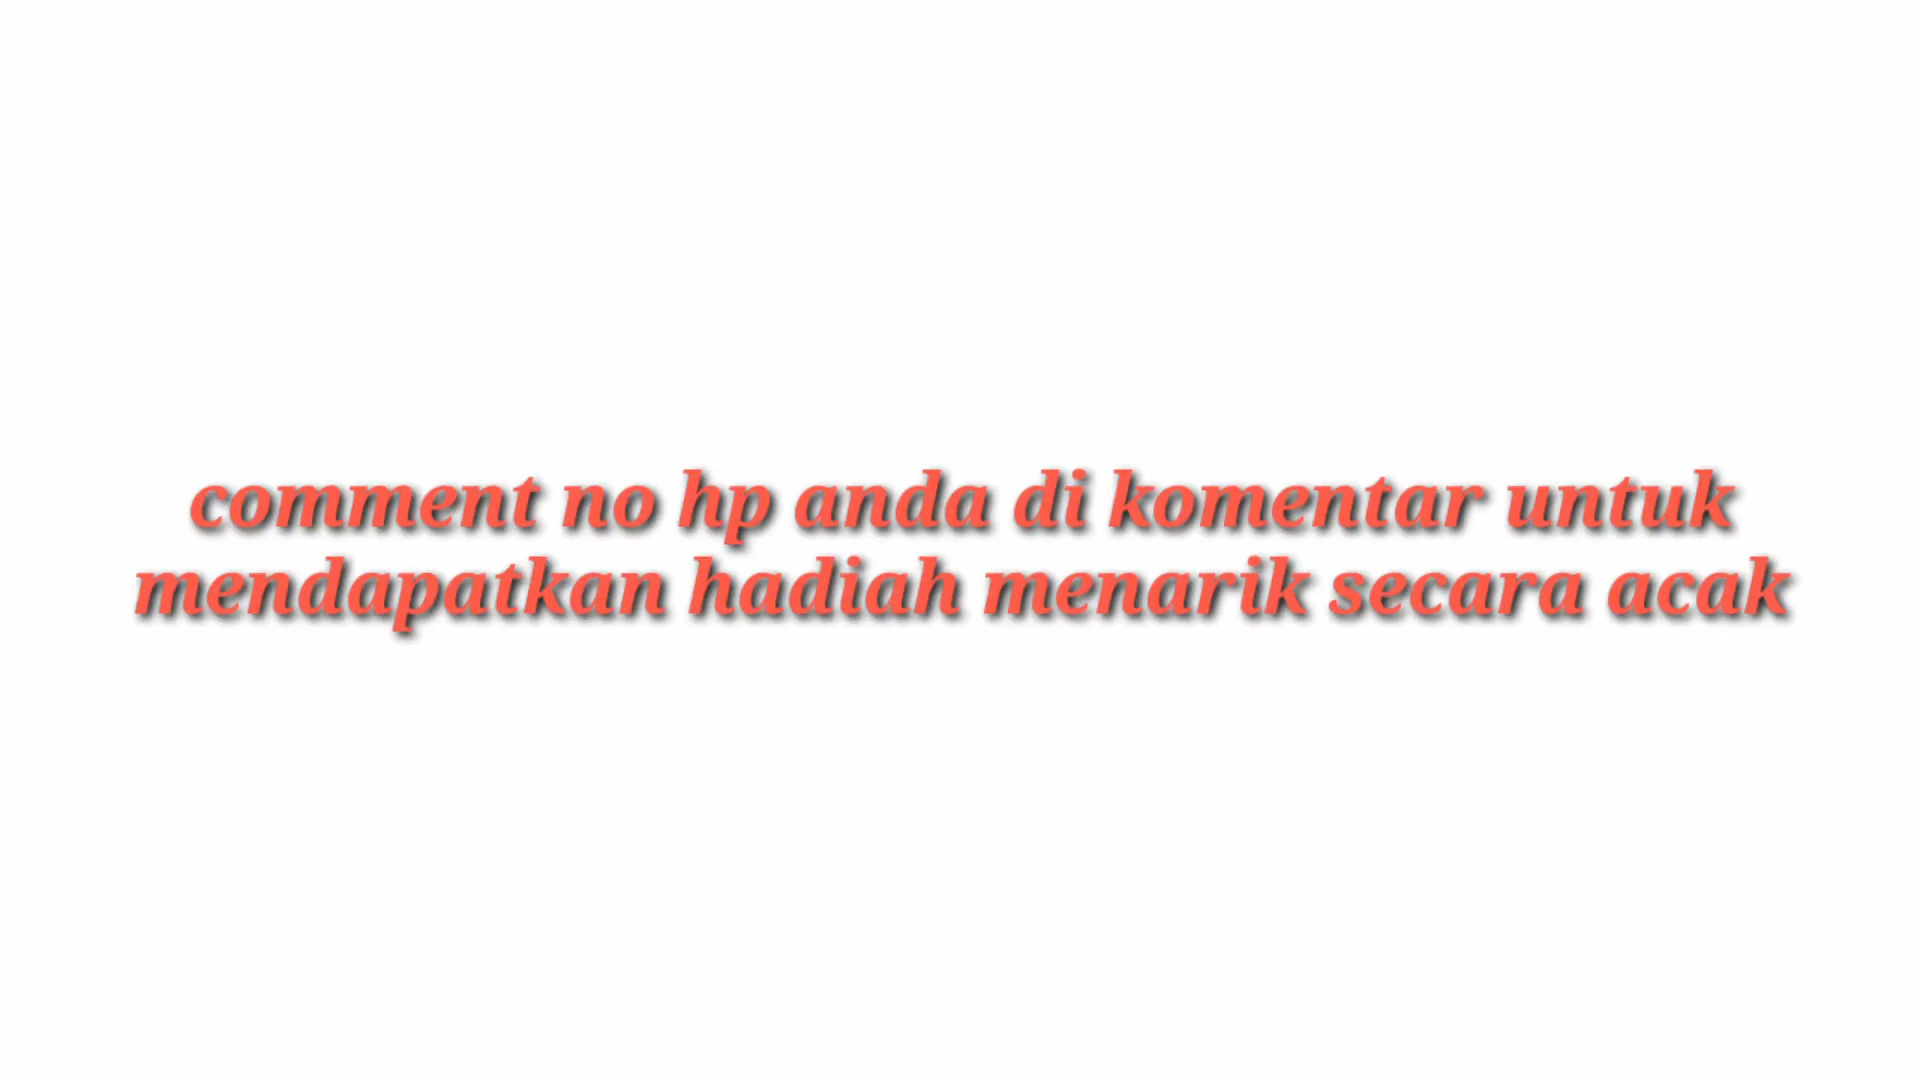 comment no hp anda di komentar untuk
mendapatkan hadiah menarik secara acak